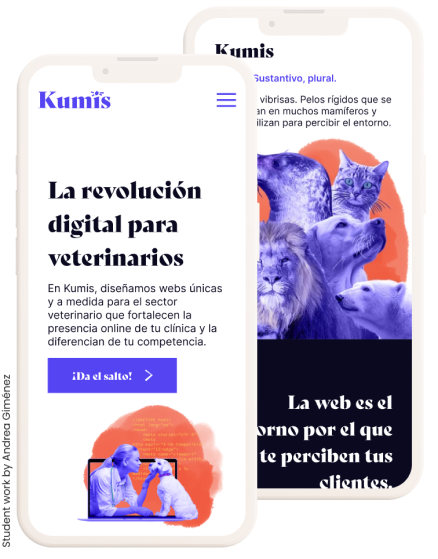 Kumis
La revolución
digital para
veterinarios
En Kumis, diseñamos webs únicas
y a medida para el sector
veterinario que fortalecen la
presencia online de tu clínica y la
diferencian de tu competencia.
¡Da el salto!
Kumis
Sustantivo, plural.
vibrisas. Pelos rígidos que se
en muchos mamíferos y
para percibir el entorno.
La web es el
por el que
te perciben tus
clientes.
Student work by Andrea Giménez